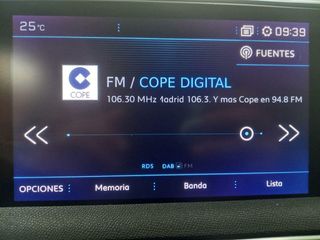 25°C 09:39
FUENTES
COPE
FM / COPE DIGITAL
106.30 MHz 1adrid 106.3. Y mas Cope en 94.8 FM
RDS DAB FM
OPCIONES Memoria Banda Lista